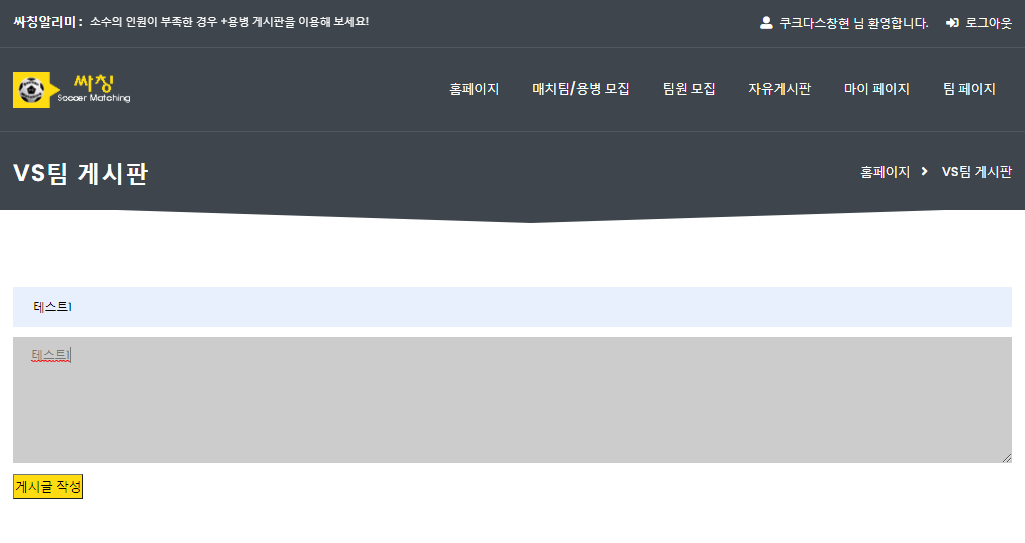 싸칭알리미 : 소수의 인원이 부족한 경우 +용병 게시판을 이용해 보세요!
쿠크다스창현 님 환영합니다. 로그아웃
싸칭
Soccer Matching
홈페이지 매치팀/용병 모집 팀원 모집 자유게시판 마이 페이지 팀 페이지
VS팀 게시판
홈페이지 > VS팀 게시판
테스트1
테스트1
게시글 작성